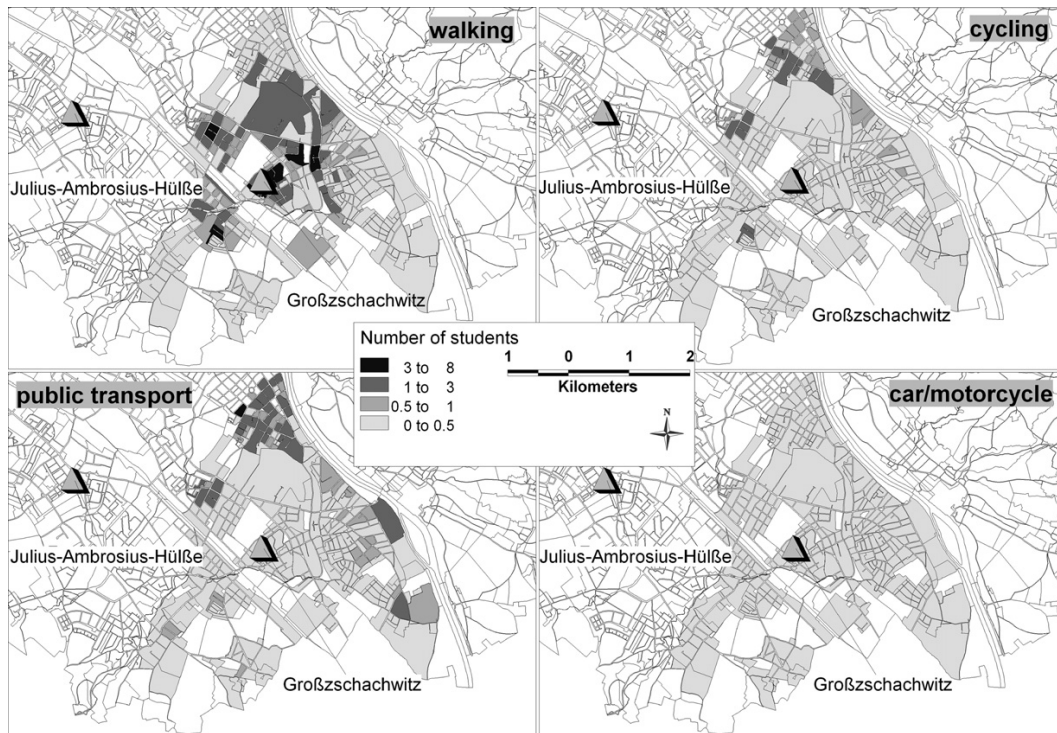 walking
cycling
Julius-Ambrosius-Hülße
Julius-Ambrosius-Hülße
Großzschachwitz
Großzschachwitz
Number of students
3 to 8
1 to 3
0.5 to 1
0 to 0.5
1 0 1 2
Kilometers
N
public transport
car/motorcycle
Julius-Ambrosius-Hülße
Julius-Ambrosius-Hülße
Großzschachwitz
Großzschachwitz